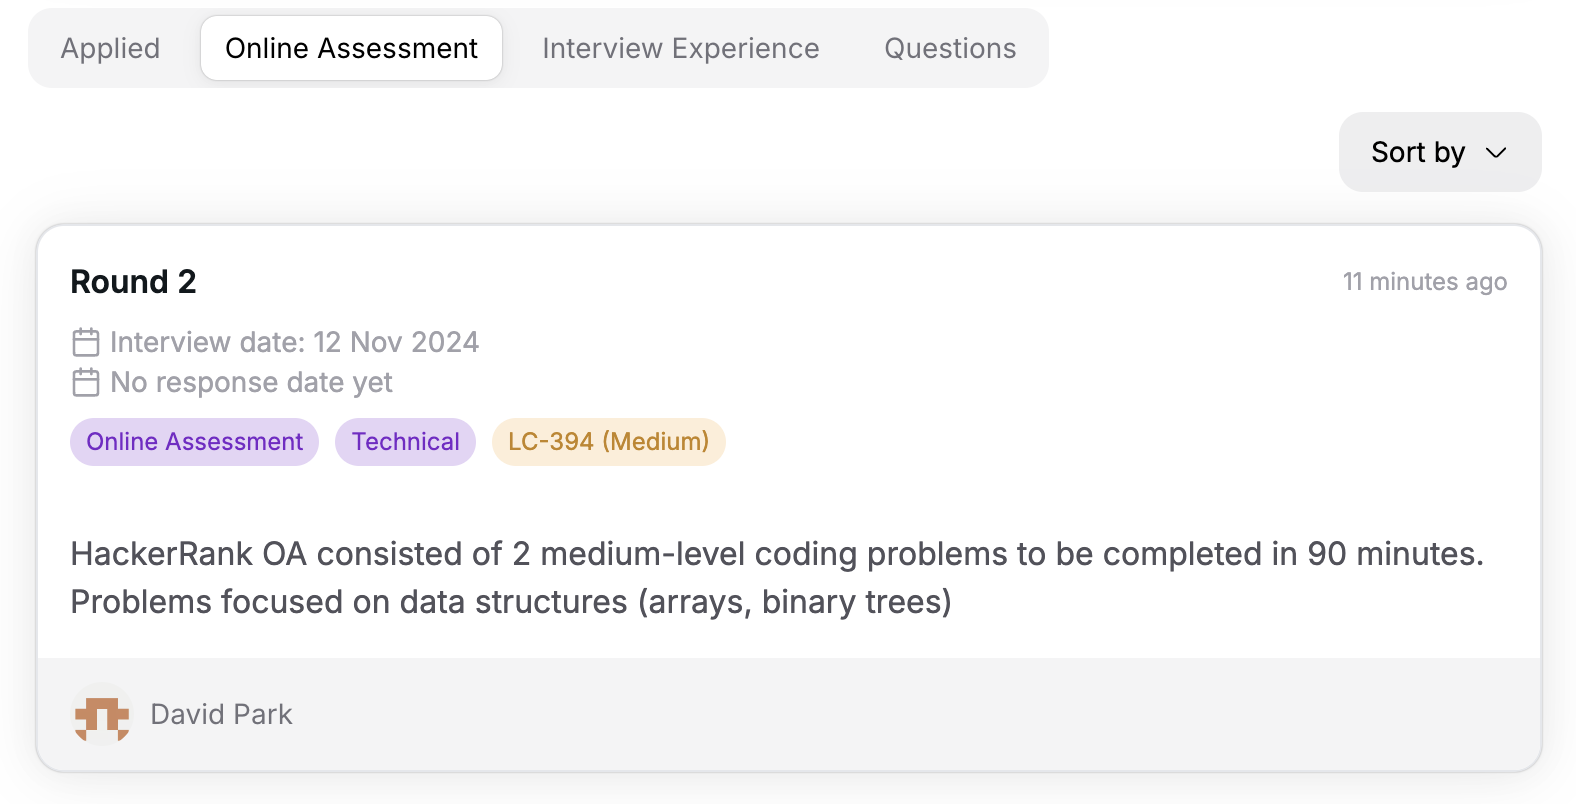 Applied
Online Assessment
Interview Experience
Questions
Sort by
Round 2
11 minutes ago
Interview date: 12 Nov 2024
No response date yet
Online Assessment
Technical
LC-394 (Medium)
HackerRank OA consisted of 2 medium-level coding problems to be completed in 90 minutes.
Problems focused on data structures (arrays, binary trees)
David Park